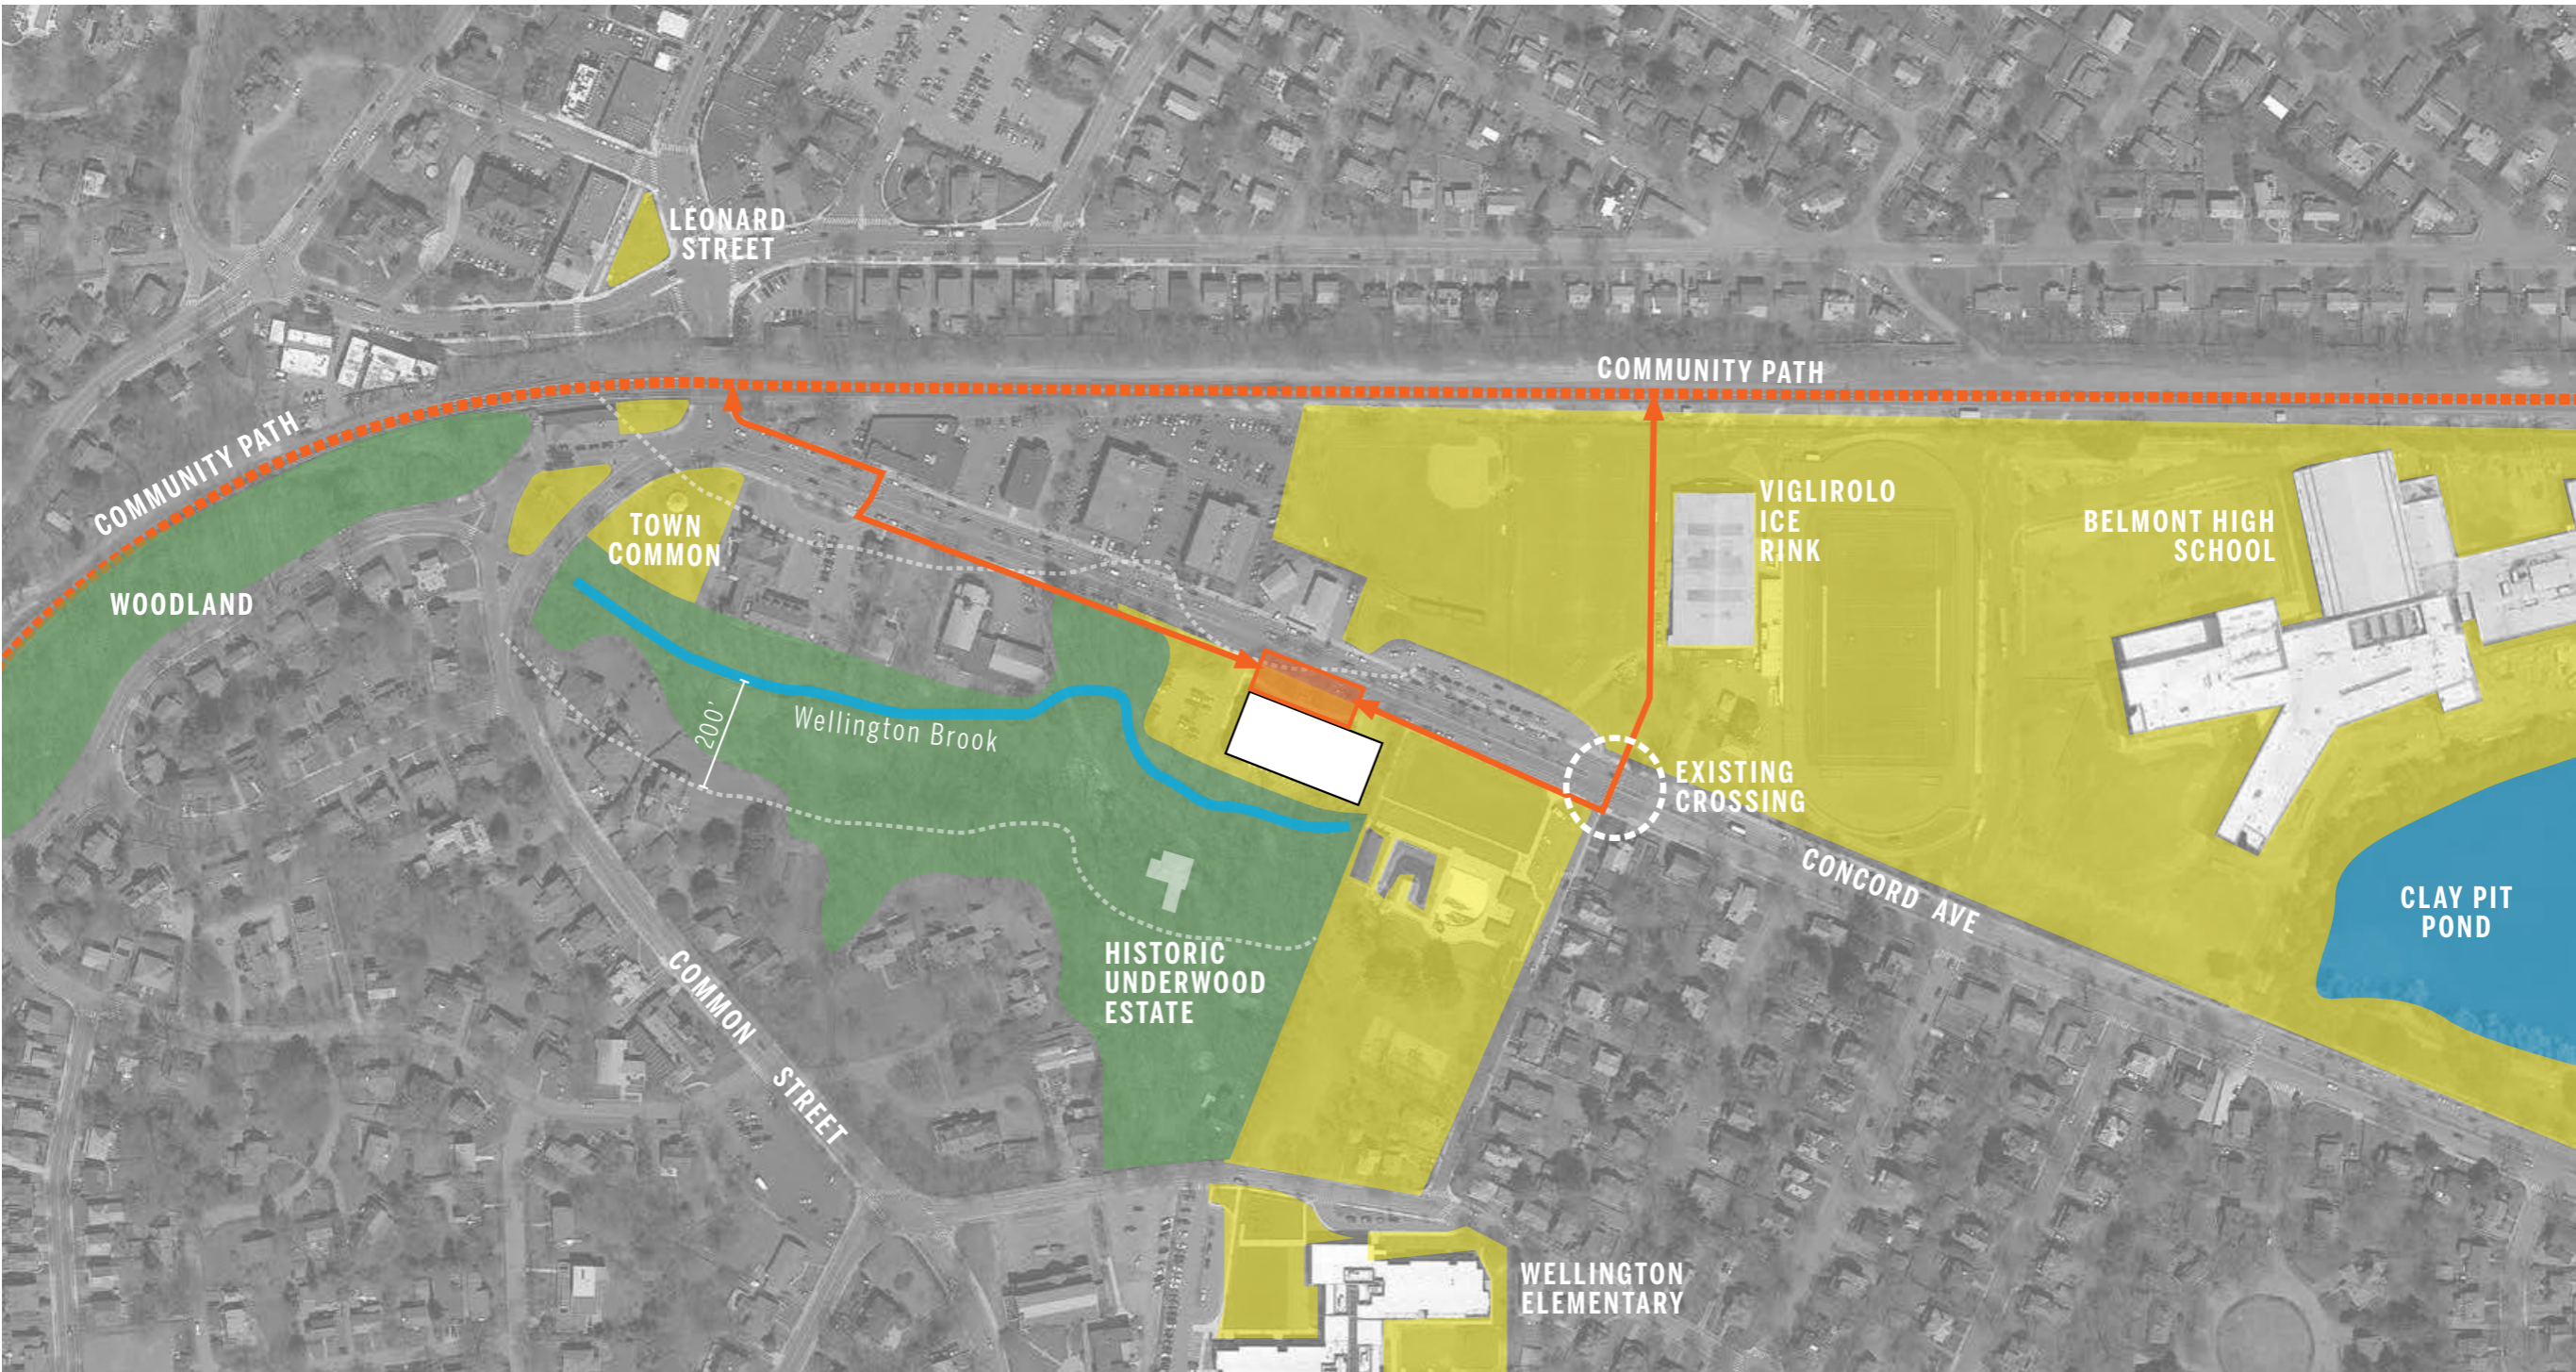 LEONARD
STREET
COMMUNITY PATH
COMMUNITY PATH
VIGLIROLO
ICE
RINK
BELMONT HIGH
SCHOOL
TOWN
COMMON
WOODLAND
200'
Wellington Brook
EXISTING
CROSSING
CONCORD AVE
CLAY PIT
POND
HISTORIC
UNDERWOOD
ESTATE
COMMON STREET
WELLINGTON
ELEMENTARY